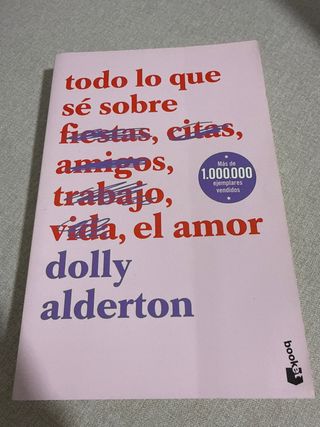 todo lo que
sé sobre
fiestas, citas,
amigos,
trabajo,
vida, el amor
Más de
1.000.000
ejemplares
vendidos
dolly
alderton
booket